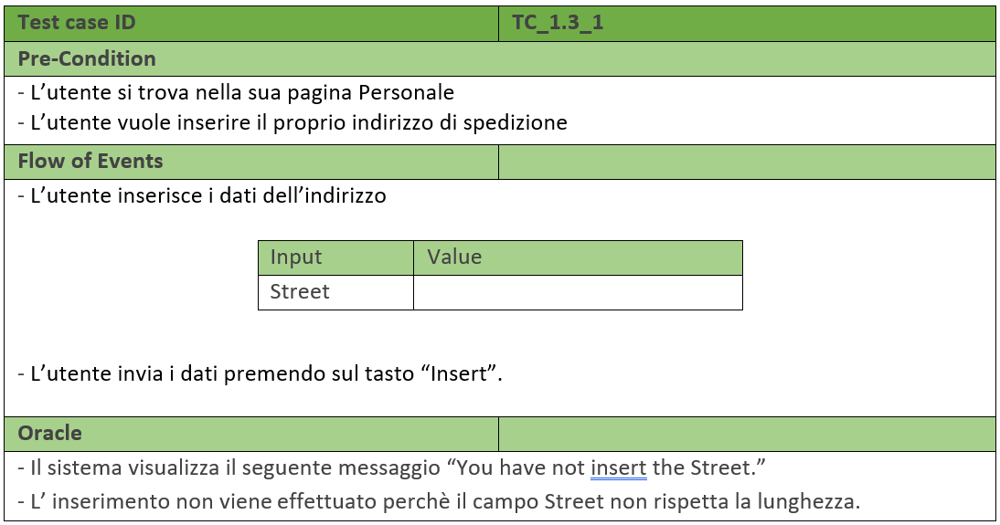 Test case ID TC_1.3_1
Pre-Condition
- L’utente si trova nella sua pagina Personale
- L’utente vuole inserire il proprio indirizzo di spedizione
Flow of Events
- L’utente inserisce i dati dell’indirizzo
Input Value
Street
- L’utente invia i dati premendo sul tasto “Insert”.
Oracle
- Il sistema visualizza il seguente messaggio “You have not insert the Street.”
- L’ inserimento non viene effettuato perchè il campo Street non rispetta la lunghezza.